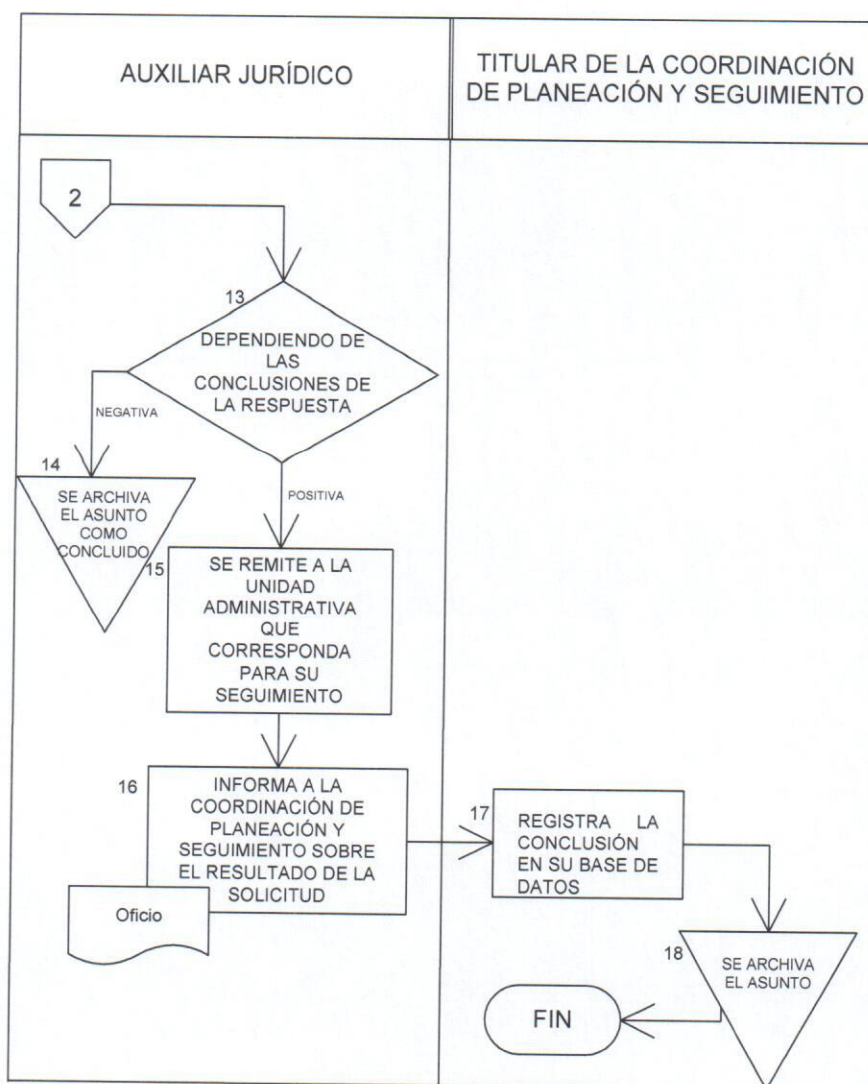 AUXILIAR JURÍDICO
TITULAR DE LA COORDINACIÓN
DE PLANEACIÓN Y SEGUIMIENTO
2
13
DEPENDIENDO DE
LAS
CONCLUSIONES DE
LA RESPUESTA
NEGATIVA
14
SE ARCHIVA
EL ASUNTO
COMO
CONCLUIDO
POSITIVA
15
SE REMITE A LA
UNIDAD
ADMINISTRATIVA
QUE
CORRESPONDA
PARA SU
SEGUIMIENTO
16
INFORMA A LA
COORDINACIÓN DE
PLANEACIÓN Y
SEGUIMIENTO SOBRE
EL RESULTADO DE LA
SOLICITUD
Oficio
17
REGISTRA LA
CONCLUSIÓN
EN SU BASE DE
DATOS
18
SE ARCHIVA
EL ASUNTO
FIN